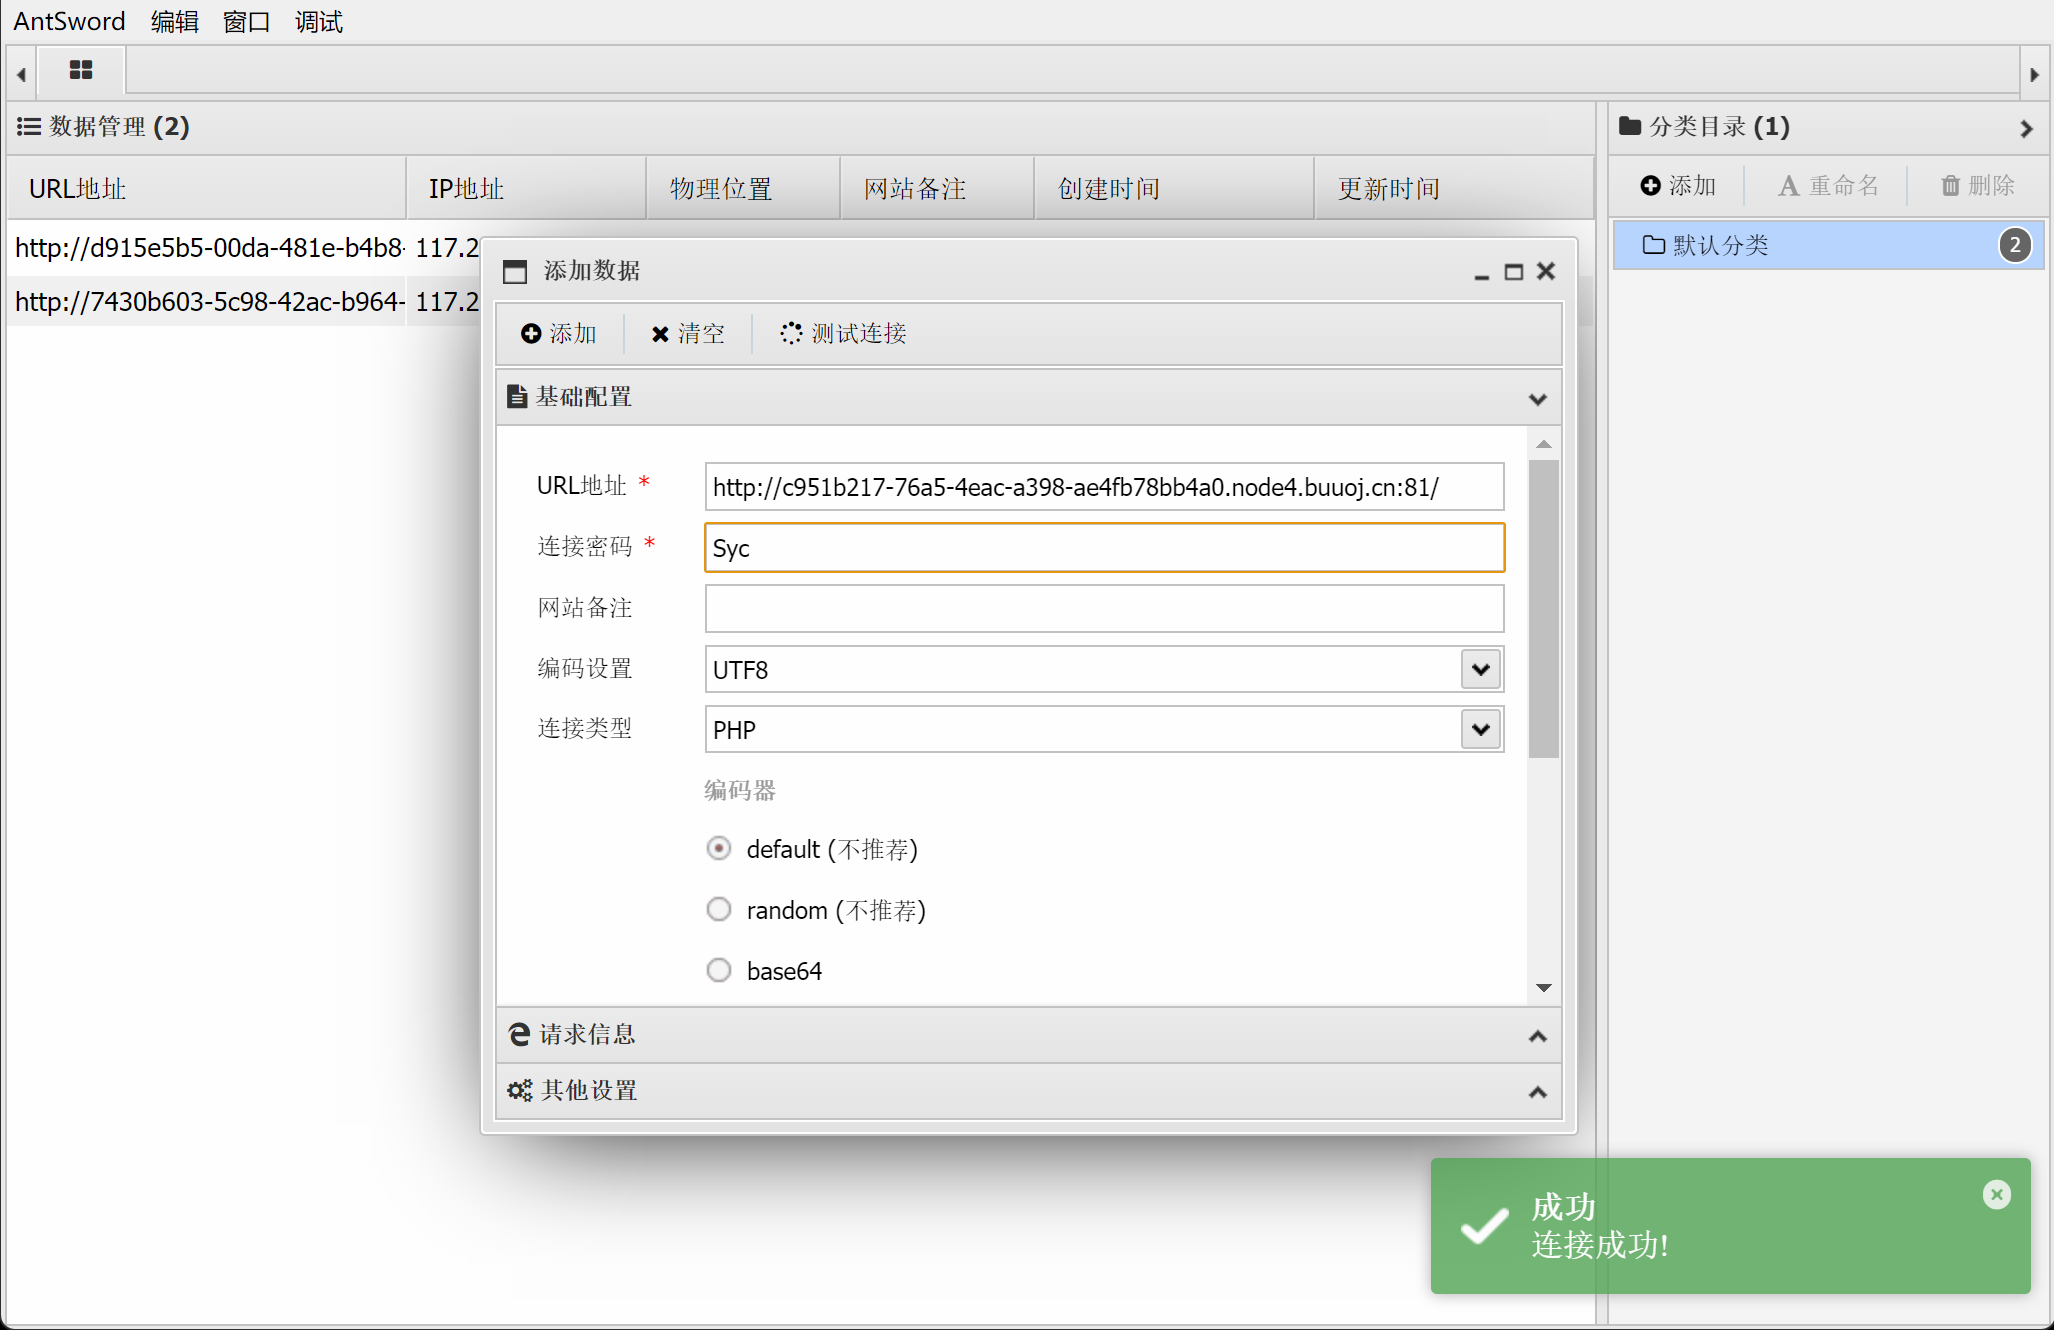 AntSword 编辑 窗口 调试
数据管理 (2)
URL地址 IP地址 物理位置 网站备注 创建时间 更新时间
http://d915e5b5-00da-481e-b4b8- 117.2
http://7430b603-5c98-42ac-b964- 117.2
分类目录 (1)
添加 重命名 删除
默认分类 2
添加数据
添加 清空 测试连接
基础配置
URL地址 * http://c951b217-76a5-4eac-a398-ae4fb78bb4a0.node4.buuoj.cn:81/
连接密码 * Syc
网站备注
编码设置 UTF8
连接类型 PHP
编码器
default (不推荐)
random (不推荐)
base64
请求信息
其他设置
成功
连接成功!